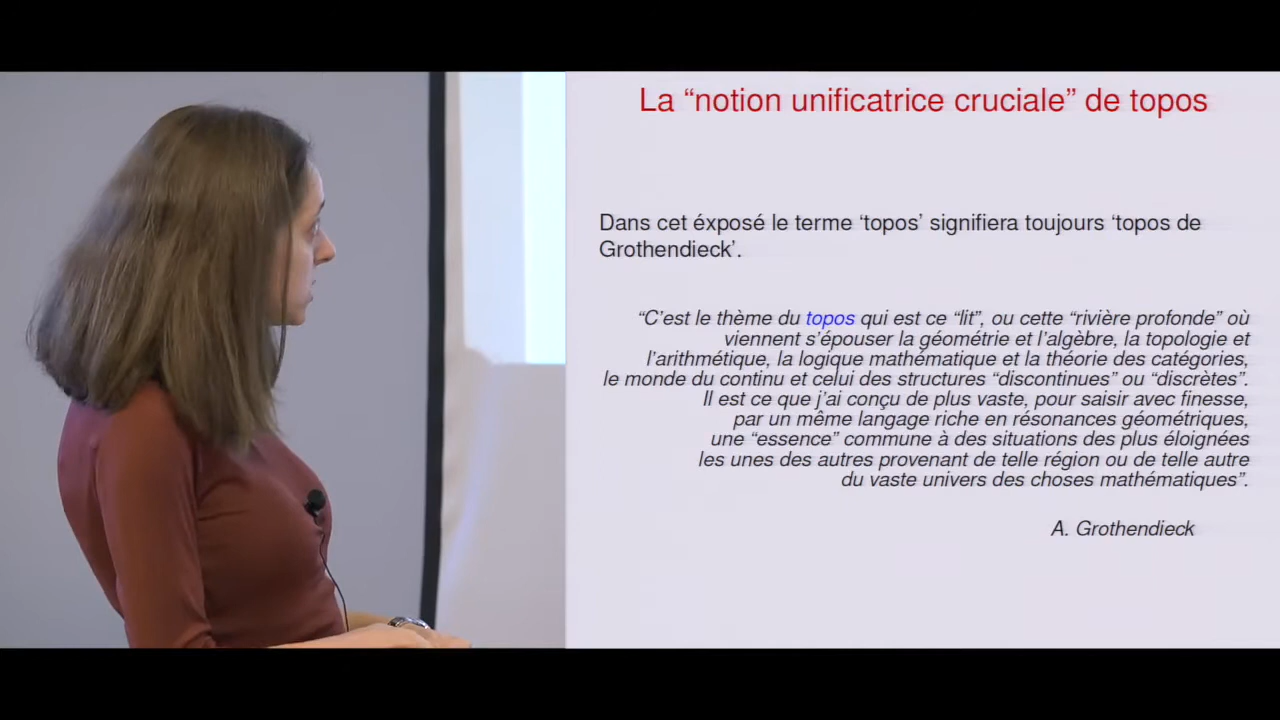 La “notion unificatrice cruciale” de topos
Dans cet éxposé le terme ‘topos’ signifiera toujours ‘topos de
Grothendieck’.
“C’est le thème du topos qui est ce “lit”, ou cette “rivière profonde” où
viennent s’épouser la géométrie et l’algèbre, la topologie et
l’arithmétique, la logique mathématique et la théorie des catégories,
le monde du continu et celui des structures “discontinues” ou “discrètes”.
Il est ce que j’ai conçu de plus vaste, pour saisir avec finesse,
par un même langage riche en résonances géométriques,
une “essence” commune à des situations des plus éloignées
les unes des autres provenant de telle région ou de telle autre
du vaste univers des choses mathématiques”.
A. Grothendieck